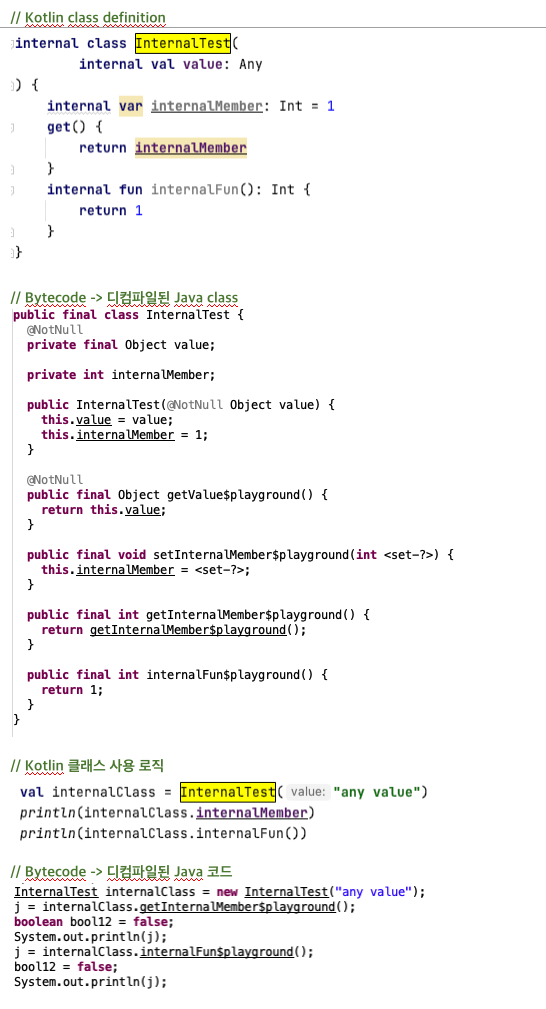 // Kotlin class definition
internal class InternalTest(
internal val value: Any
) {
internal var internalMember: Int = 1
get() {
return internalMember
}
internal fun internalFun(): Int {
return 1
}
}
// Bytecode -> 디컴파일된 Java class
public final class InternalTest {
@NotNull
private final Object value;
private int internalMember;
public InternalTest(@NotNull Object value) {
this.value = value;
this.internalMember = 1;
}
@NotNull
public final Object getValue$playground() {
return this.value;
}
public final void setInternalMember$playground(int <set-?>) {
this.internalMember = <set-?>;
}
public final int getInternalMember$playground() {
return getInternalMember$playground();
}
public final int internalFun$playground() {
return 1;
}
}
// Kotlin 클래스 사용 로직
val internalClass = InternalTest( value: "any value")
println(internalClass.internalMember)
println(internalClass.internalFun())
// Bytecode -> 디컴파일된 Java 코드
InternalTest internalClass = new InternalTest("any value");
j = internalClass.getInternalMember$playground();
boolean bool12 = false;
System.out.println(j);
j = internalClass.internalFun$playground();
bool12 = false;
System.out.println(j);